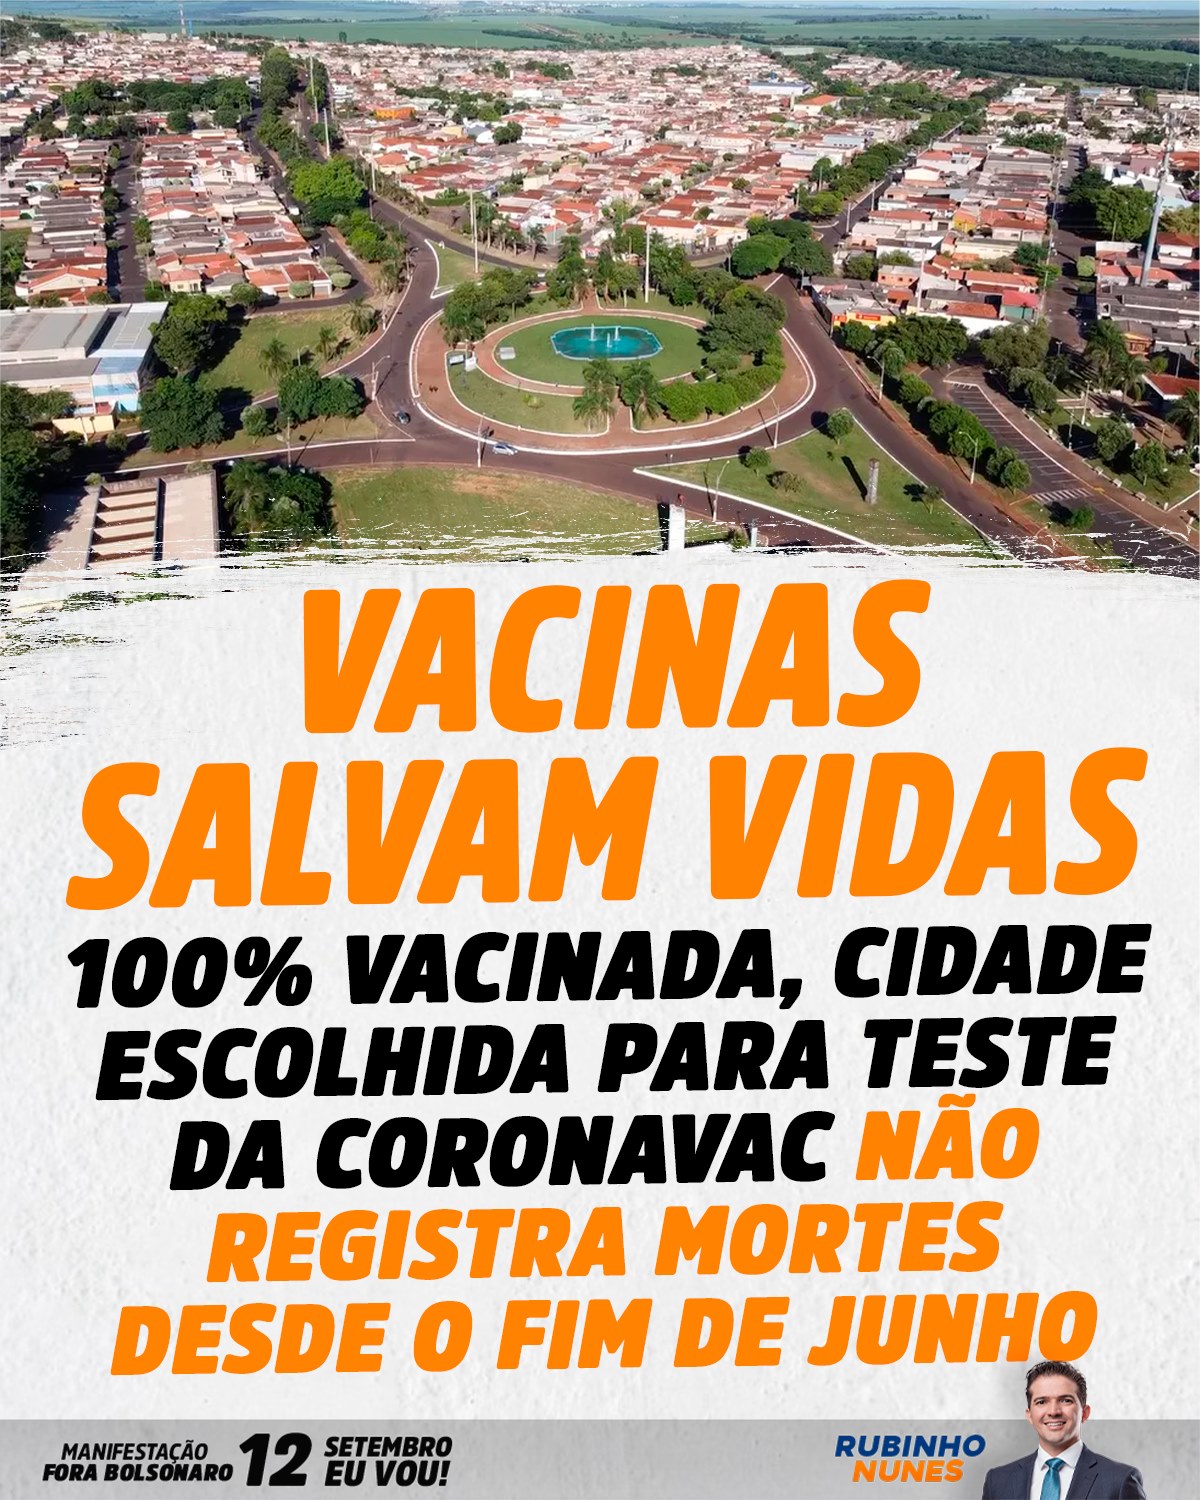 VACINAS
SALVAM VIDAS
100% VACINADA, CIDADE
ESCOLHIDA PARA TESTE
DA CORONAVAC NÃO
REGISTRA MORTES
DESDE O FIM DE JUNHO
MANIFESTAÇÃO
FORA BOLSONARO
12
SETEMBRO
EU VOU!
RUBINHO
NUNES